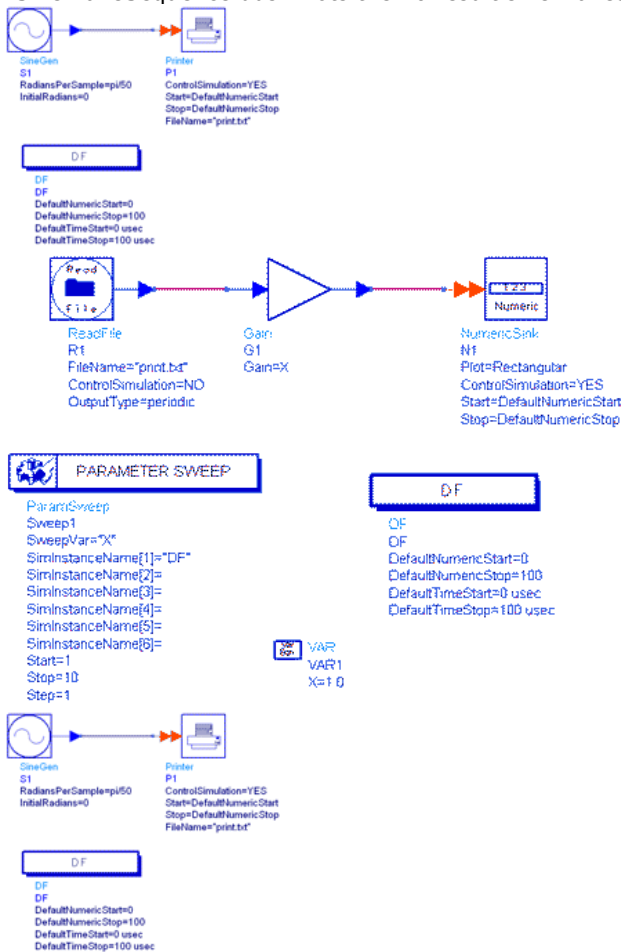 SineGen
S1
RadiansPerSample=pi/50
InitialRadians=0
Printer
P1
ControlSimulation=YES
Start=DefaultNumericStart
Stop=DefaultNumericStop
FileName="print.txt"
DF
DF
DF
DefaultNumericStart=0
DefaultNumericStop=100
DefaultTimeStart=0 usec
DefaultTimeStop=100 usec
Read
File
ReadFile
R1
FileName="print.txt"
ControlSimulation=NO
OutputType=periodic
Gain
G1
Gain=X
123
Numeric
NumericSink
N1
Plot=Rectangular
ControlSimulation=YES
Start=DefaultNumericStart
Stop=DefaultNumericStop
PARAMETER SWEEP
ParamSweep
Sweep1
SweepVar="X"
SimInstanceName[1]="DF"
SimInstanceName[2]=
SimInstanceName[3]=
SimInstanceName[4]=
SimInstanceName[5]=
SimInstanceName[6]=
Start=1
Stop=10
Step=1
DF
DF
DF
DefaultNumericStart=0
DefaultNumericStop=100
DefaultTimeStart=0 usec
DefaultTimeStop=100 usec
Var
Eqn
VAR
VAR1
X=1.0
SineGen
S1
RadiansPerSample=pi/50
InitialRadians=0
Printer
P1
ControlSimulation=YES
Start=DefaultNumericStart
Stop=DefaultNumericStop
FileName="print.txt"
DF
DF
DF
DefaultNumericStart=0
DefaultNumericStop=100
DefaultTimeStart=0 usec
DefaultTimeStop=100 usec